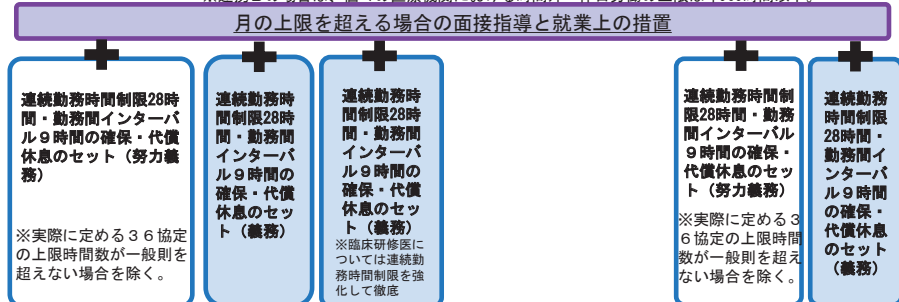 月の上限を超える場合の面接指導と就業上の措置
連続勤務時間制限28時
間・勤務間インターバ
ル９時間の確保・代償
休息のセット（努力義
務）
※実際に定める３６協定
の上限時間数が一般則を
超えない場合を除く。
連続勤務時
間制限28時
間・勤務間
インターバ
ル９時間の
確保・代償
休息のセッ
ト（義務）
連続勤務時
間制限28時
間・勤務間
インターバ
ル９時間の
確保・代償
休息のセッ
ト（義務）
※臨床研修医に
ついては連続勤
務時間制限を強
化して徹底
連続勤務時間制
限28時間・勤務
間インターバル
９時間の確保・
代償休息のセッ
ト（努力義務）
※実際に定める３
６協定の上限時間
数が一般則を超え
ない場合を除く。
連続勤務
時間制限
28時間・
勤務間イ
ンターバ
ル９時間
の確保・
代償休息
のセット
（義務）